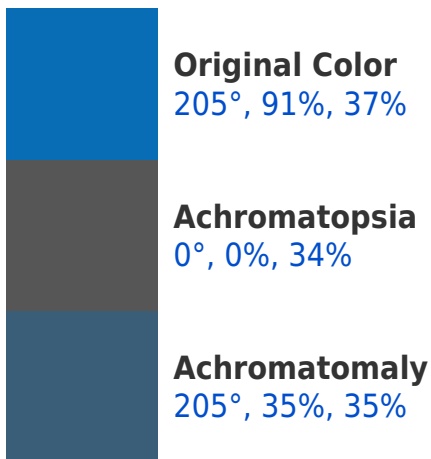 Original Color
205°, 91%, 37%
Achromatopsia
0°, 0%, 34%
Achromatomaly
205°, 35%, 35%